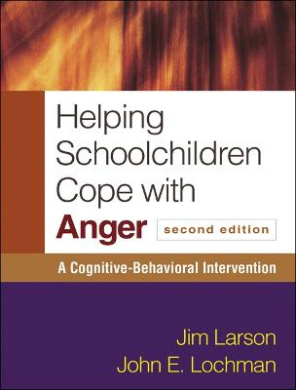 Helping
Schoolchildren
Cope with
Anger second edition
A Cognitive-Behavioral Intervention
Jim Larson
John E. Lochman